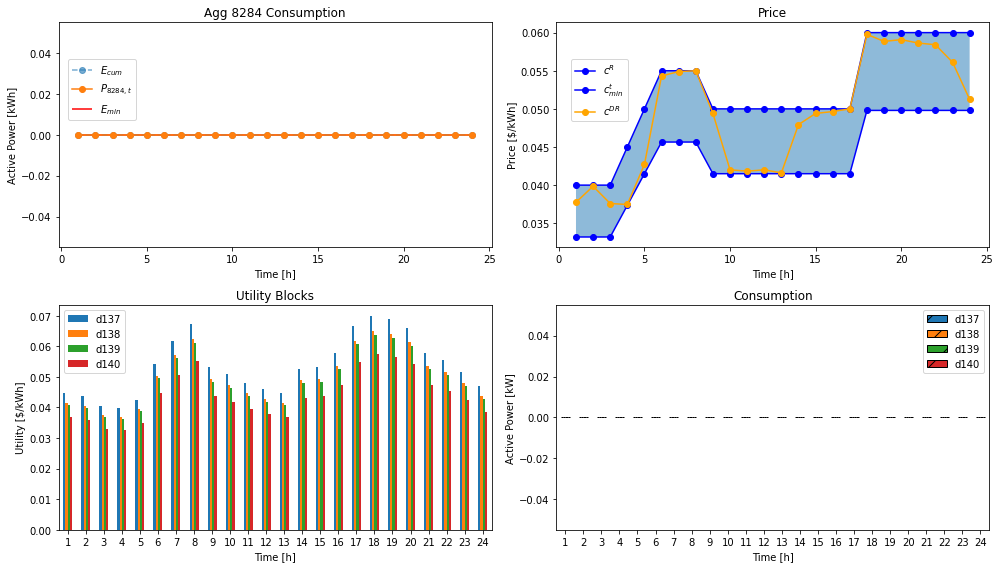 Agg 8284 Consumption
Active Power [kWh]
0.04
0.02
0.00
−0.02
−0.04
E_cum
P_8284, t
E_min
0 5 10 15 20 25
Time [h]
Price
Price [$/kWh]
0.060
0.055
0.050
0.045
0.040
0.035
c^R
c^t_min
c^DR
0 5 10 15 20 25
Time [h]
Utility Blocks
Utility [$/kWh]
0.07
0.06
0.05
0.04
0.03
0.02
0.01
0.00
d137
d138
d139
d140
1 2 3 4 5 6 7 8 9 10 11 12 13 14 15 16 17 18 19 20 21 22 23 24
Time [h]
Consumption
Active Power [kW]
0.04
0.02
0.00
−0.02
−0.04
d137
d138
d139
d140
1 2 3 4 5 6 7 8 9 10 11 12 13 14 15 16 17 18 19 20 21 22 23 24
Time [h]